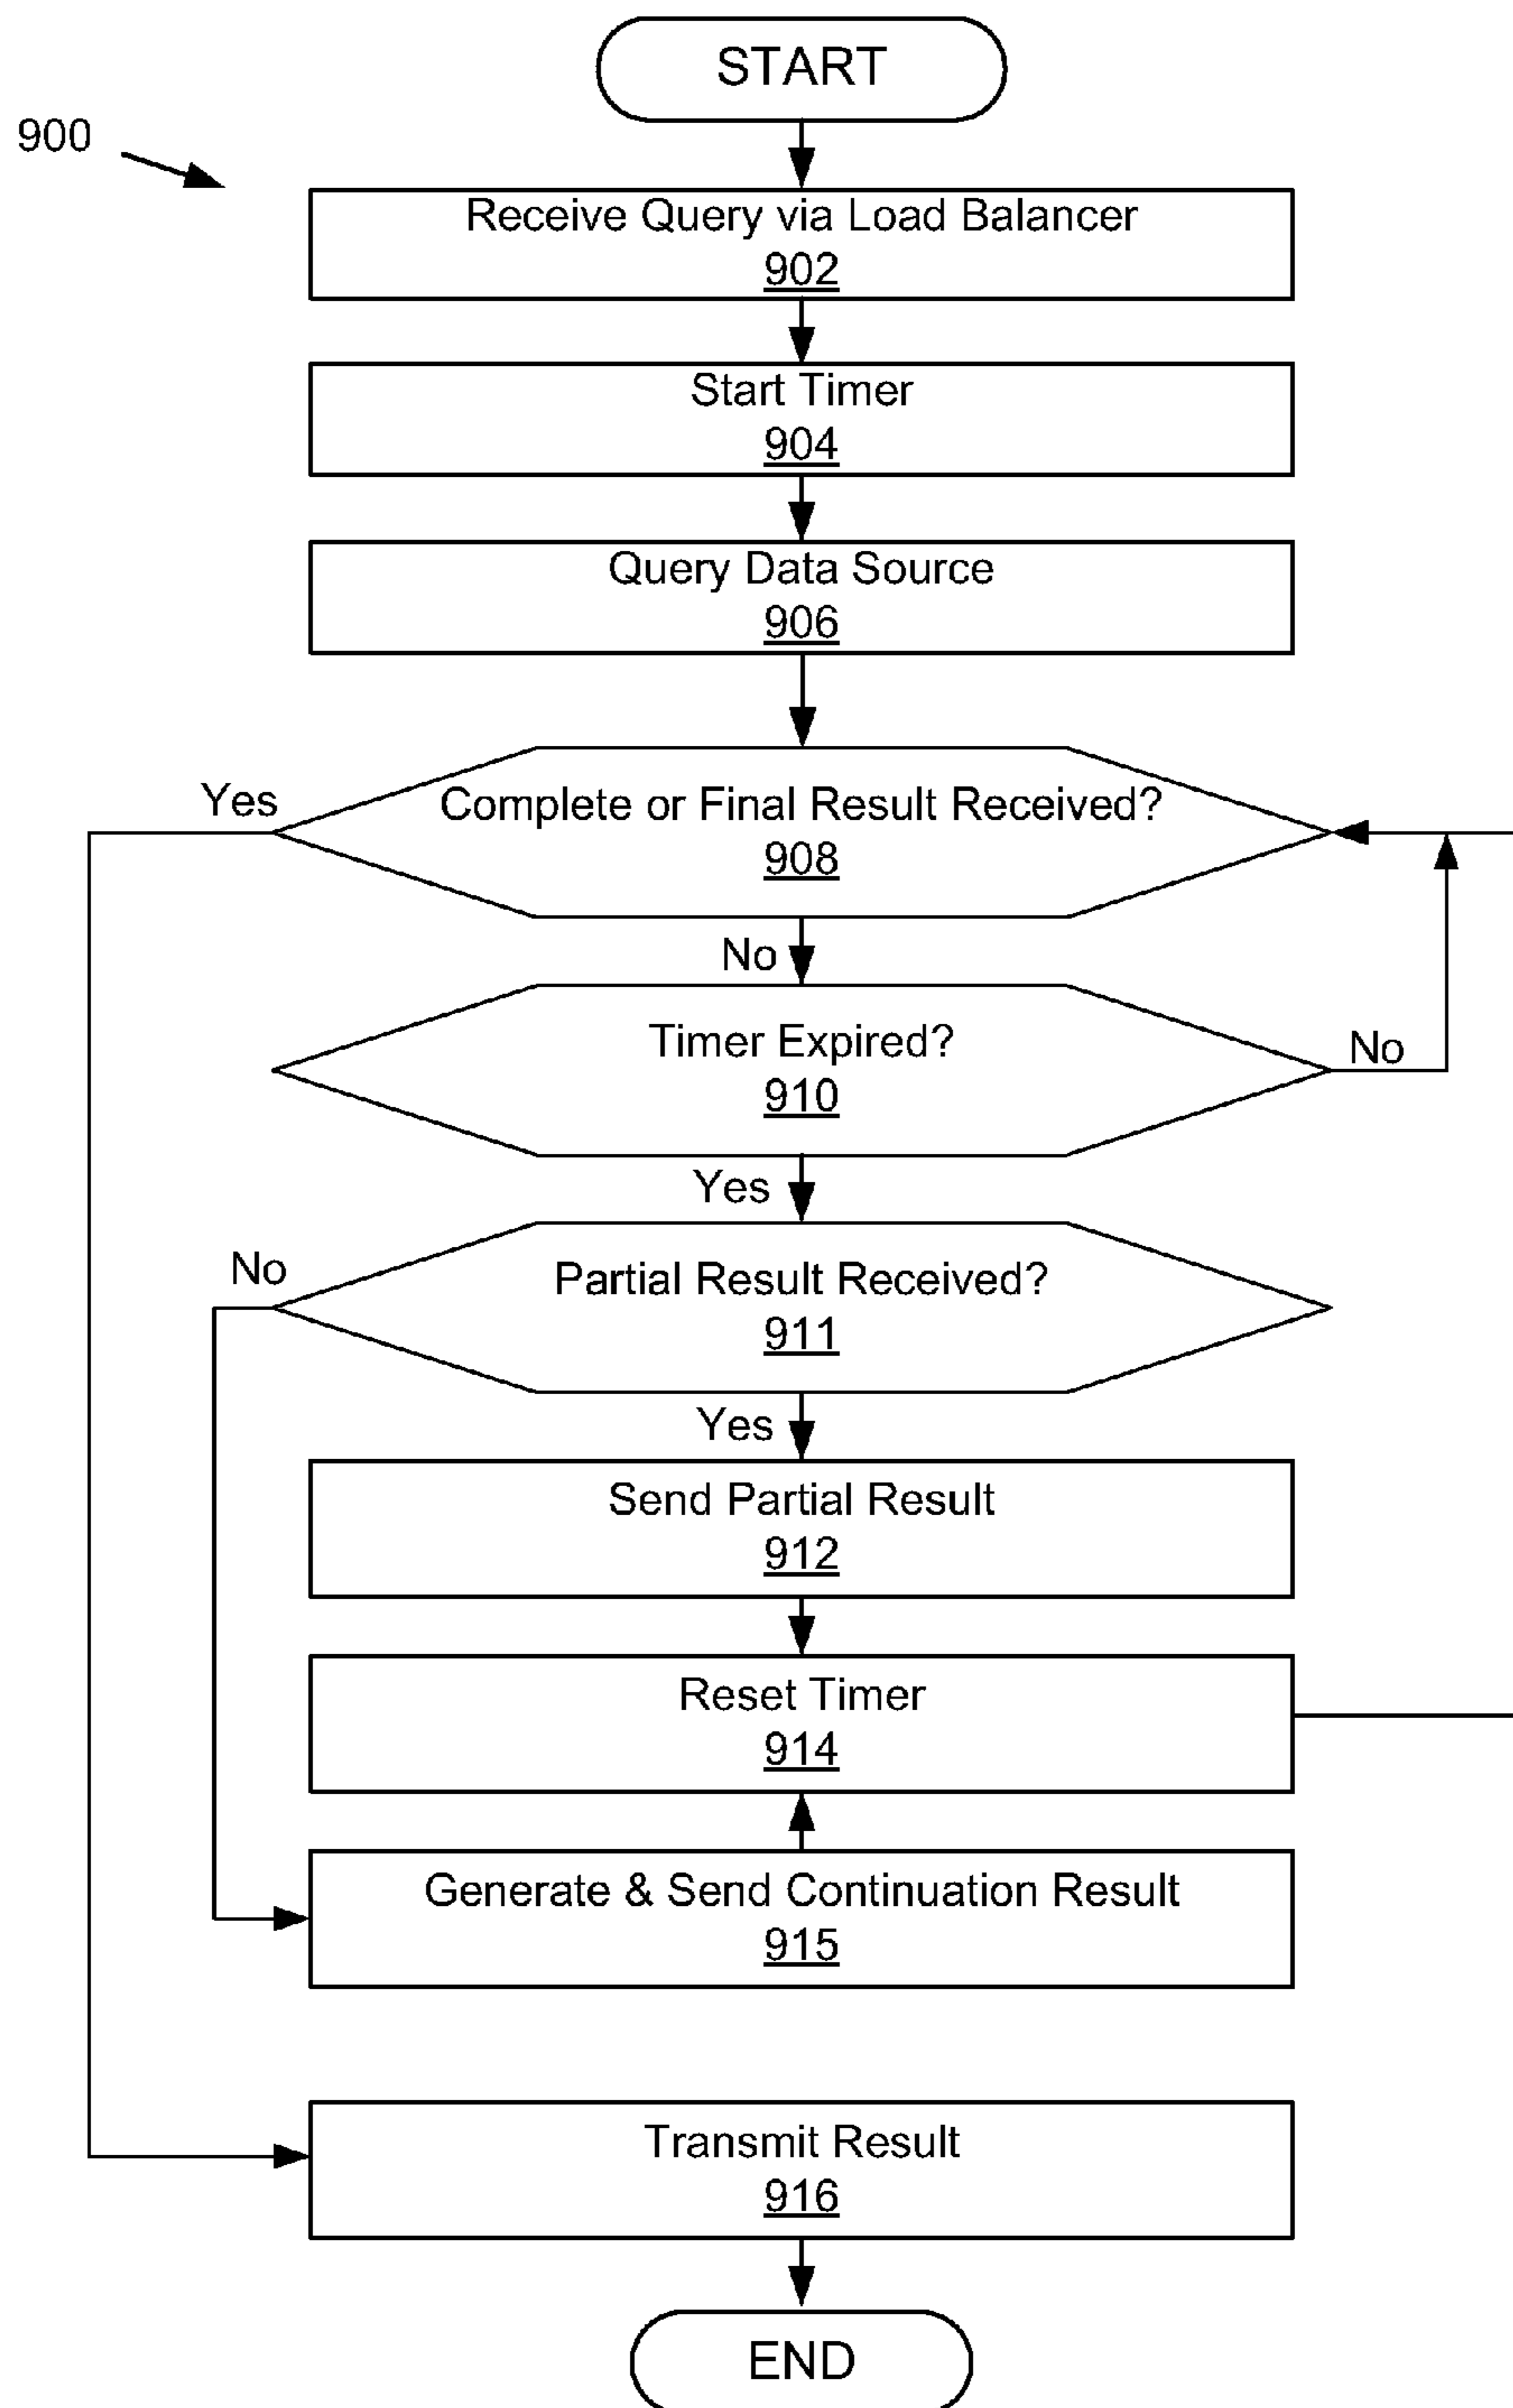 START
900
Receive Query via Load Balancer
902
Start Timer
904
Query Data Source
906
Yes
Complete or Final Result Received?
908
No
Timer Expired?
910
No
Yes
No
Partial Result Received?
911
Yes
Send Partial Result
912
Reset Timer
914
Generate & Send Continuation Result
915
Transmit Result
916
END